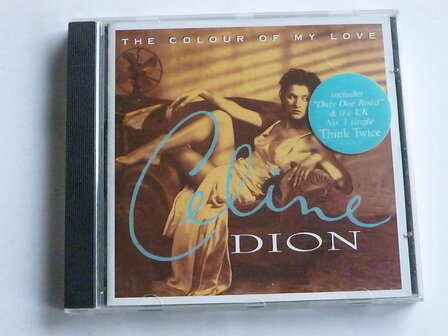 THE COLOUR OF MY LOVE
includes
"Only One Road"
& the UK
No. 1 single
Think Twice
Celine
DION